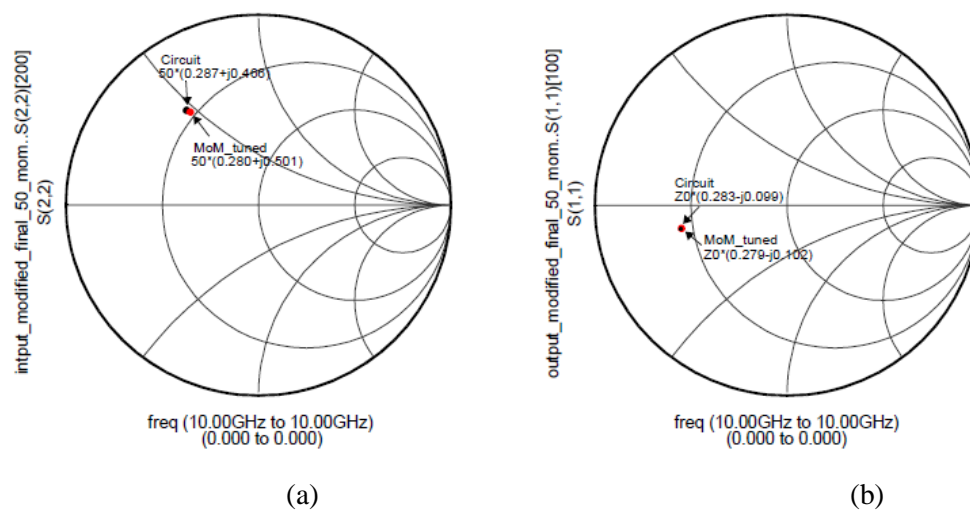 intput_modified_final_50_mom..S(2,2)[200]
S(2,2)
Circuit
50*(0.287+j0.466)
MoM_tuned
50*(0.280+j0.501)
freq (10.00GHz to 10.00GHz)
(0.000 to 0.000)
(a)
output_modified_final_50_mom..S(1,1)[100]
S(1,1)
Circuit
Z0*(0.283-j0.099)
MoM_tuned
Z0*(0.279-j0.102)
freq (10.00GHz to 10.00GHz)
(0.000 to 0.000)
(b)